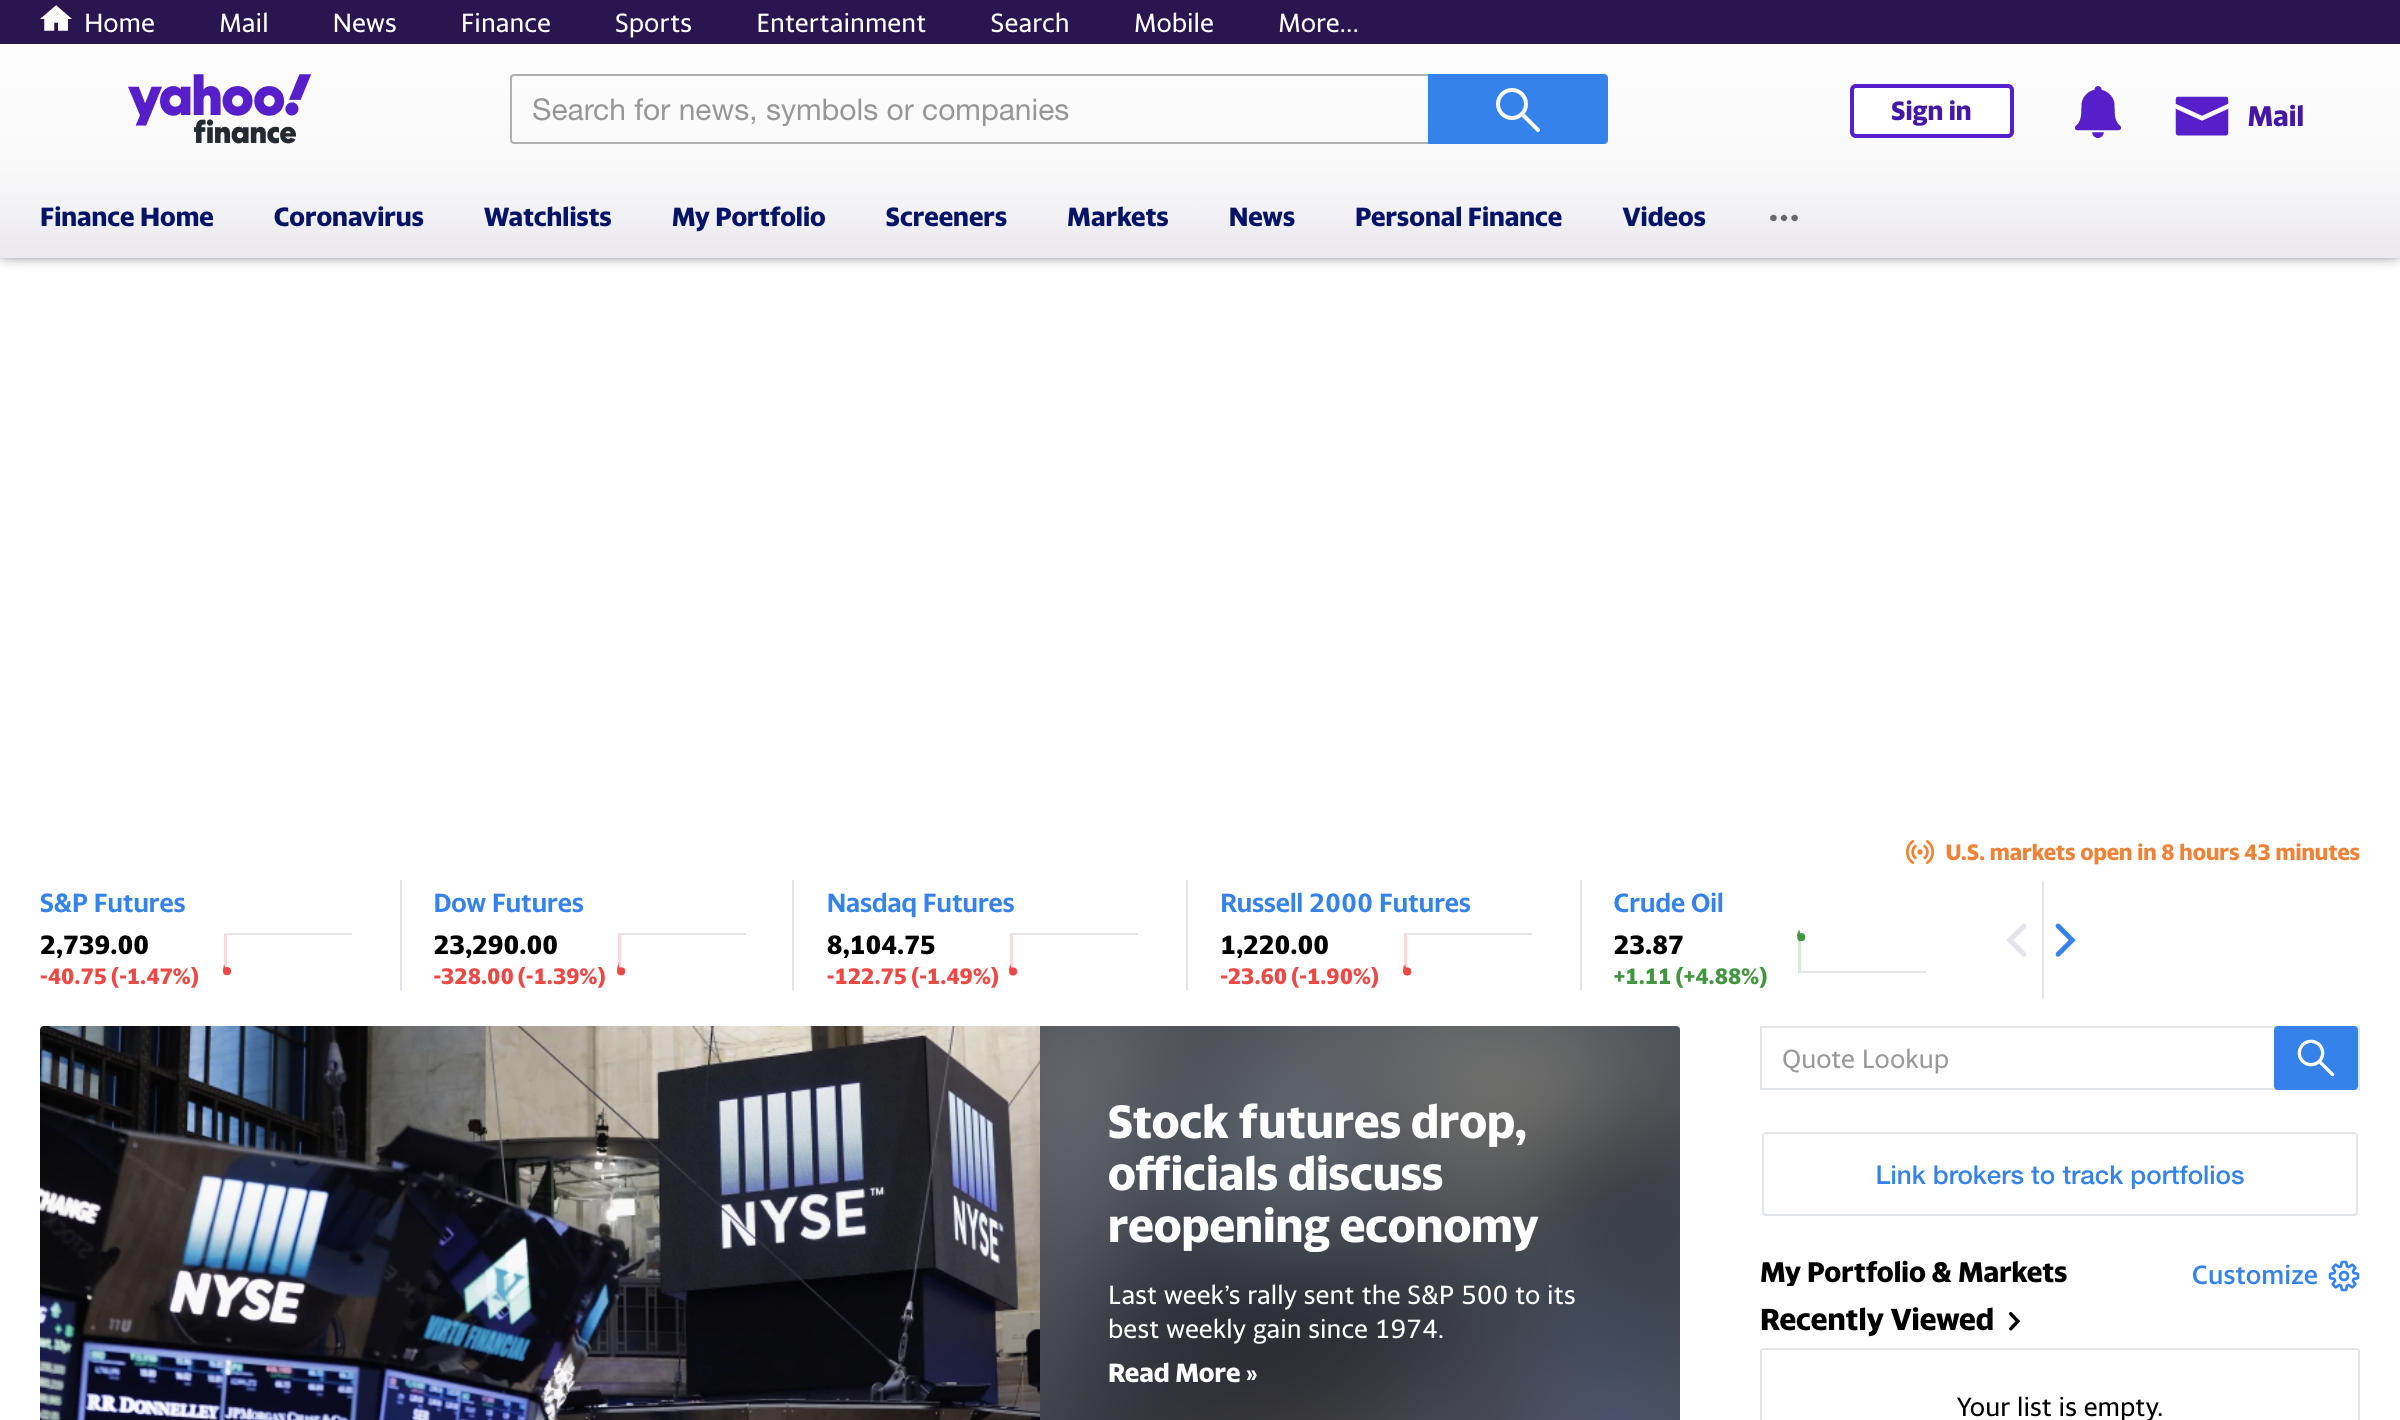 Home Mail News Finance Sports Entertainment Search Mobile More...
yahoo!
finance
Search for news, symbols or companies
Sign in
Mail
Finance Home Coronavirus Watchlists My Portfolio Screeners Markets News Personal Finance Videos
U.S. markets open in 8 hours 43 minutes
S&P Futures
2,739.00
-40.75 (-1.47%)
Dow Futures
23,290.00
-328.00 (-1.39%)
Nasdaq Futures
8,104.75
-122.75 (-1.49%)
Russell 2000 Futures
1,220.00
-23.60 (-1.90%)
Crude Oil
23.87
+1.11 (+4.88%)
NYSE™
NYSE
NYSE
VIRTU FINANCIAL
RR DONNELLEY
Stock futures drop,
officials discuss
reopening economy
Last week’s rally sent the S&P 500 to its
best weekly gain since 1974.
Read More »
Quote Lookup
Link brokers to track portfolios
My Portfolio & Markets
Customize
Recently Viewed
Your list is empty.